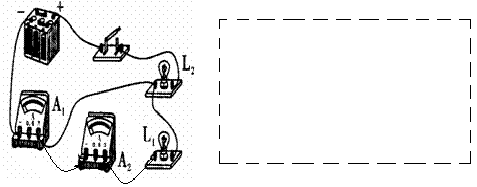 − +
L₂
A₁
L₁
A₂